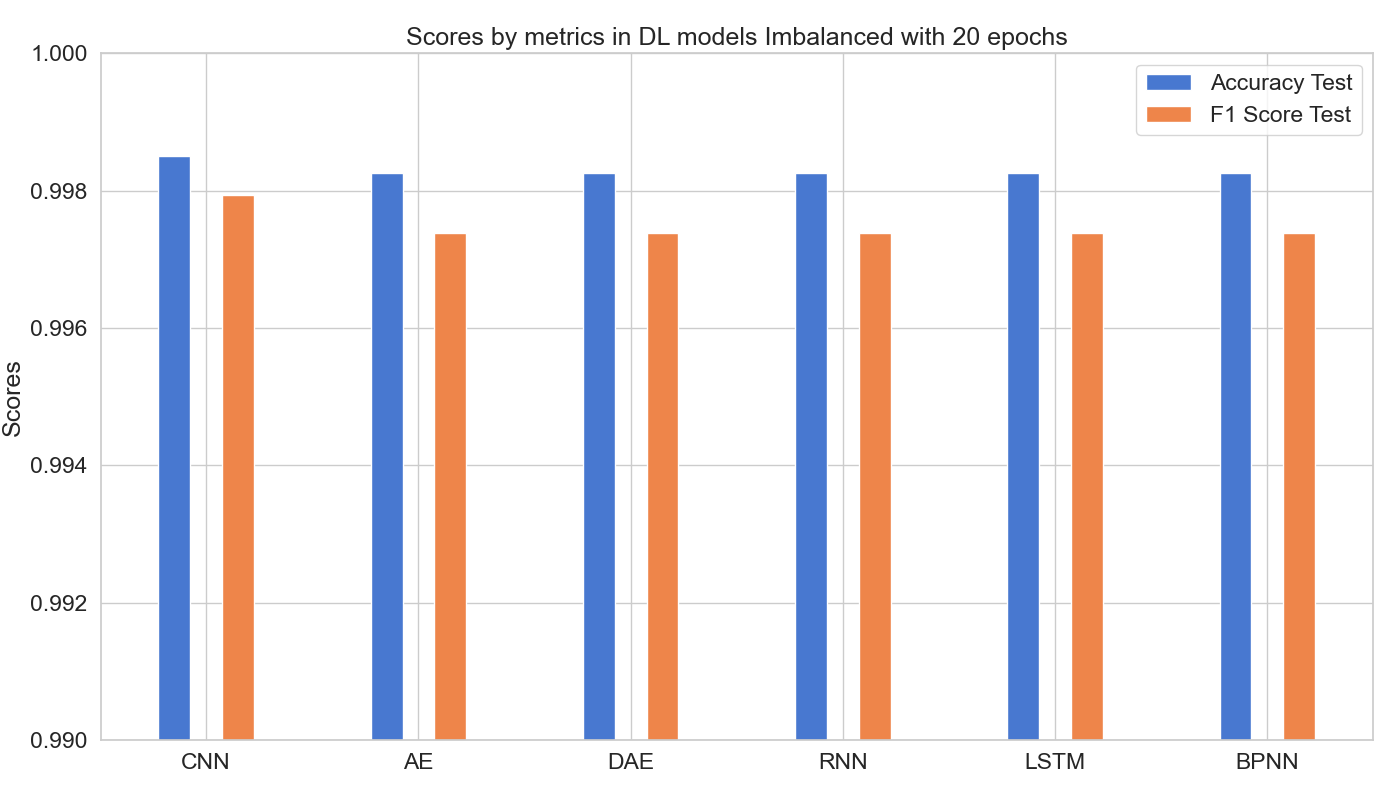 Scores by metrics in DL models Imbalanced with 20 epochs
Accuracy Test
F1 Score Test
Scores
1.000
0.998
0.996
0.994
0.992
0.990
CNN AE DAE RNN LSTM BPNN